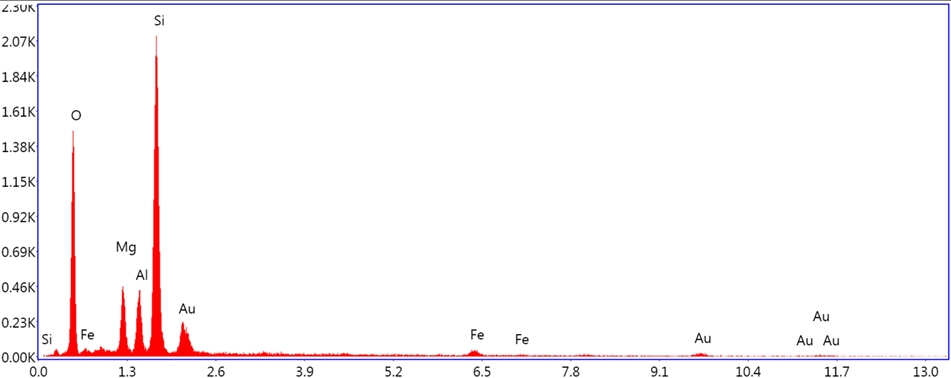 2.30K
Si
2.07K
1.84K
1.61K
O
1.38K
1.15K
0.92K
0.69K
Mg
0.46K
Al
0.23K
Au
Au
Si
Fe
Fe
Fe
Au
Au
Au
0.00K
0.0
1.3
2.6
3.9
5.2
6.5
7.8
9.1
10.4
11.7
13.0